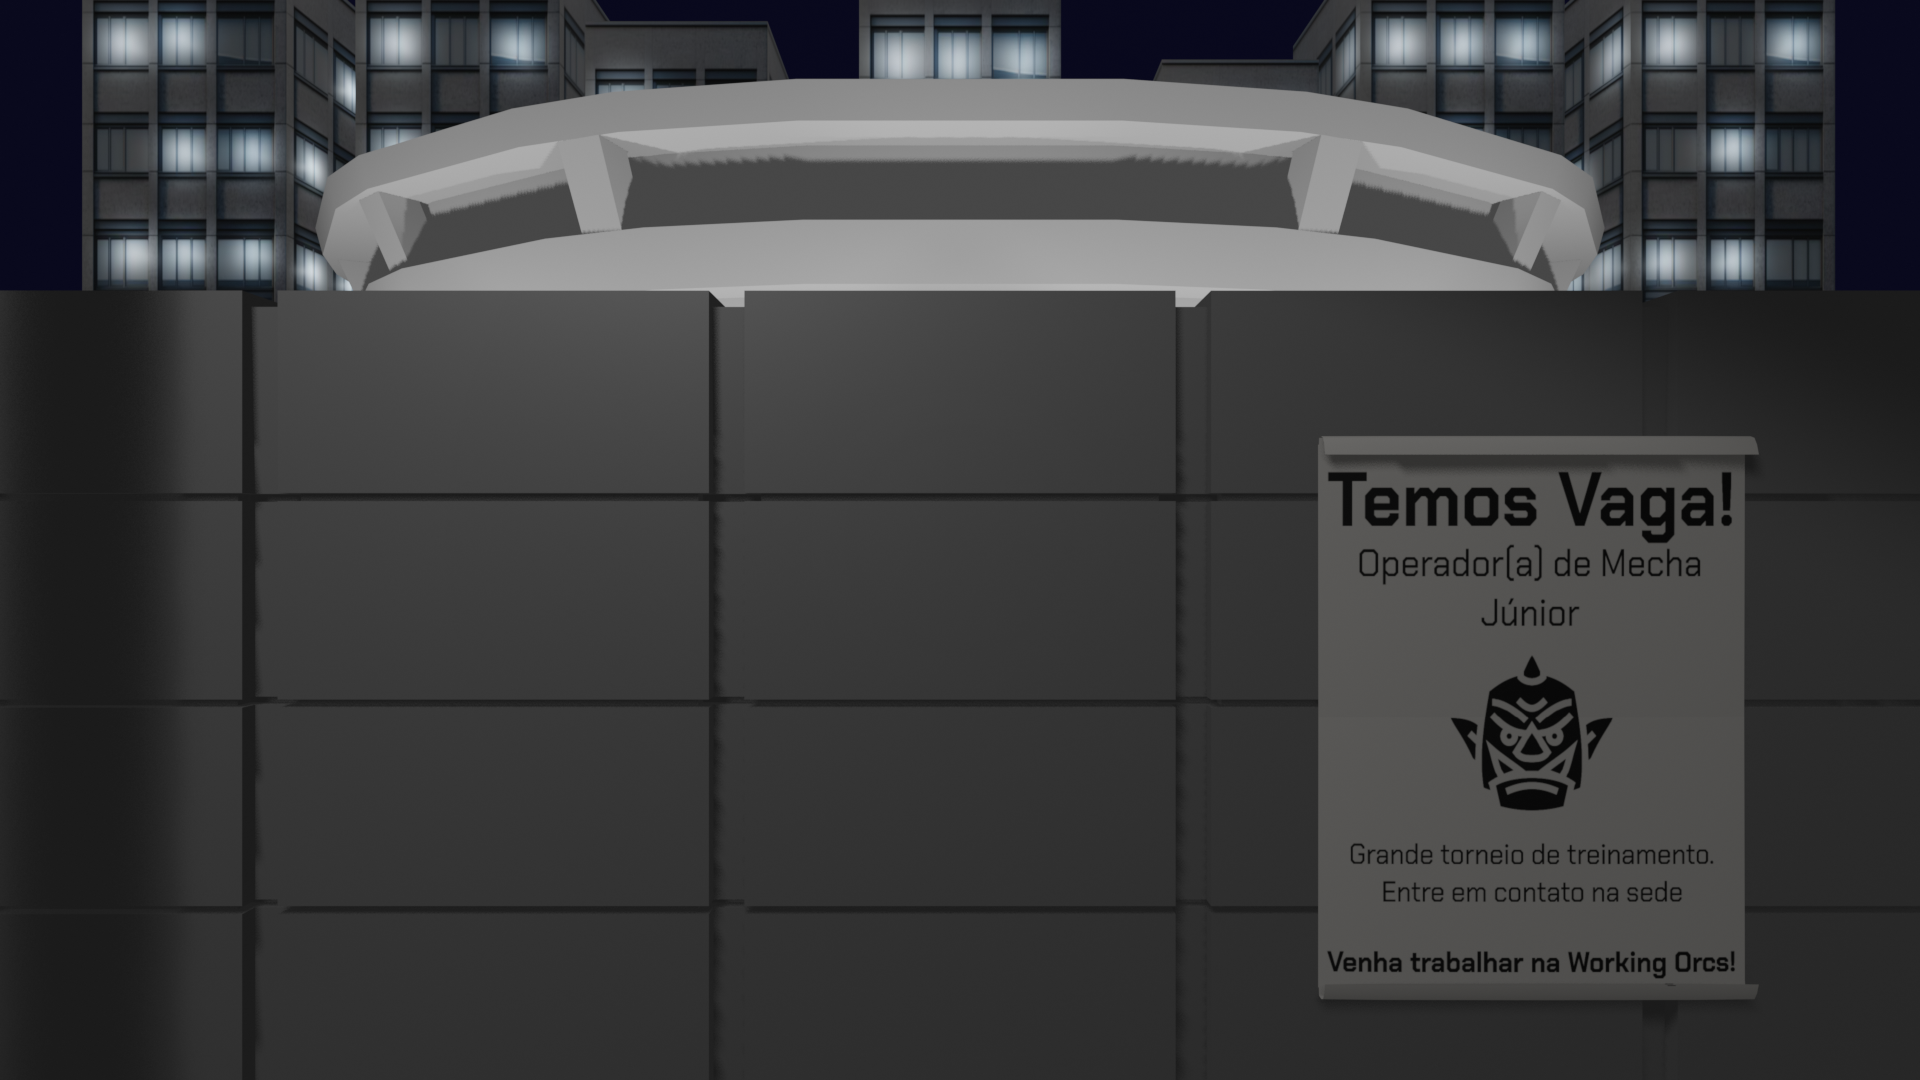 Temos Vaga!
Operador(a) de Mecha
Júnior
Grande torneio de treinamento.
Entre em contato na sede
Venha trabalhar na Working Orcs!